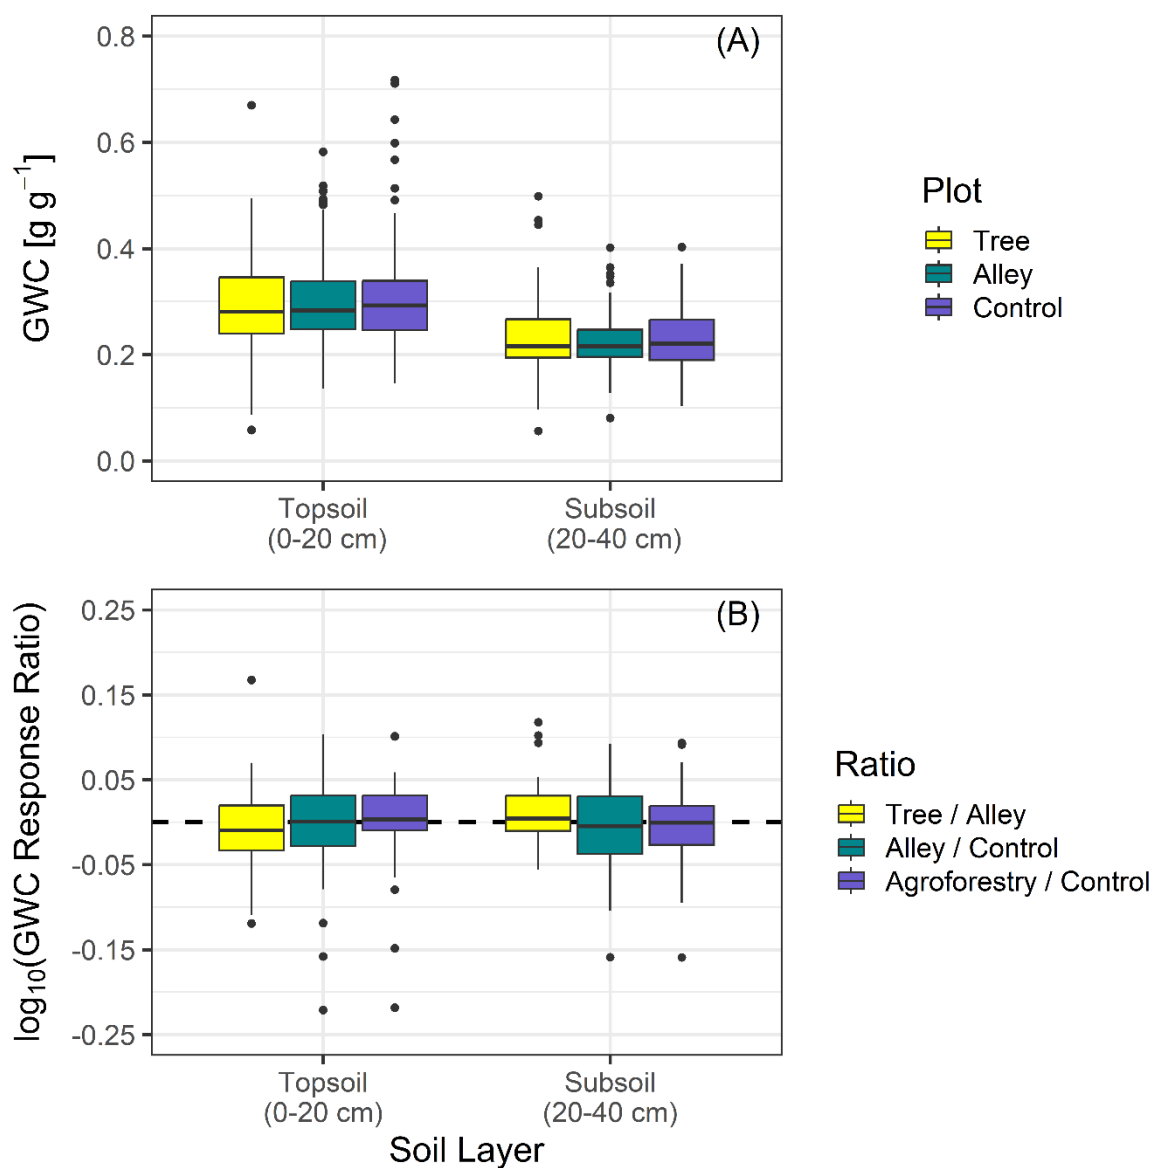 (A)
GWC [g g⁻¹]
0.8
0.6
0.4
0.2
0.0
Topsoil
(0-20 cm)
Subsoil
(20-40 cm)
Plot
Tree
Alley
Control
(B)
log₁₀(GWC Response Ratio)
0.25
0.15
0.05
-0.05
-0.15
-0.25
Topsoil
(0-20 cm)
Subsoil
(20-40 cm)
Soil Layer
Ratio
Tree / Alley
Alley / Control
Agroforestry / Control